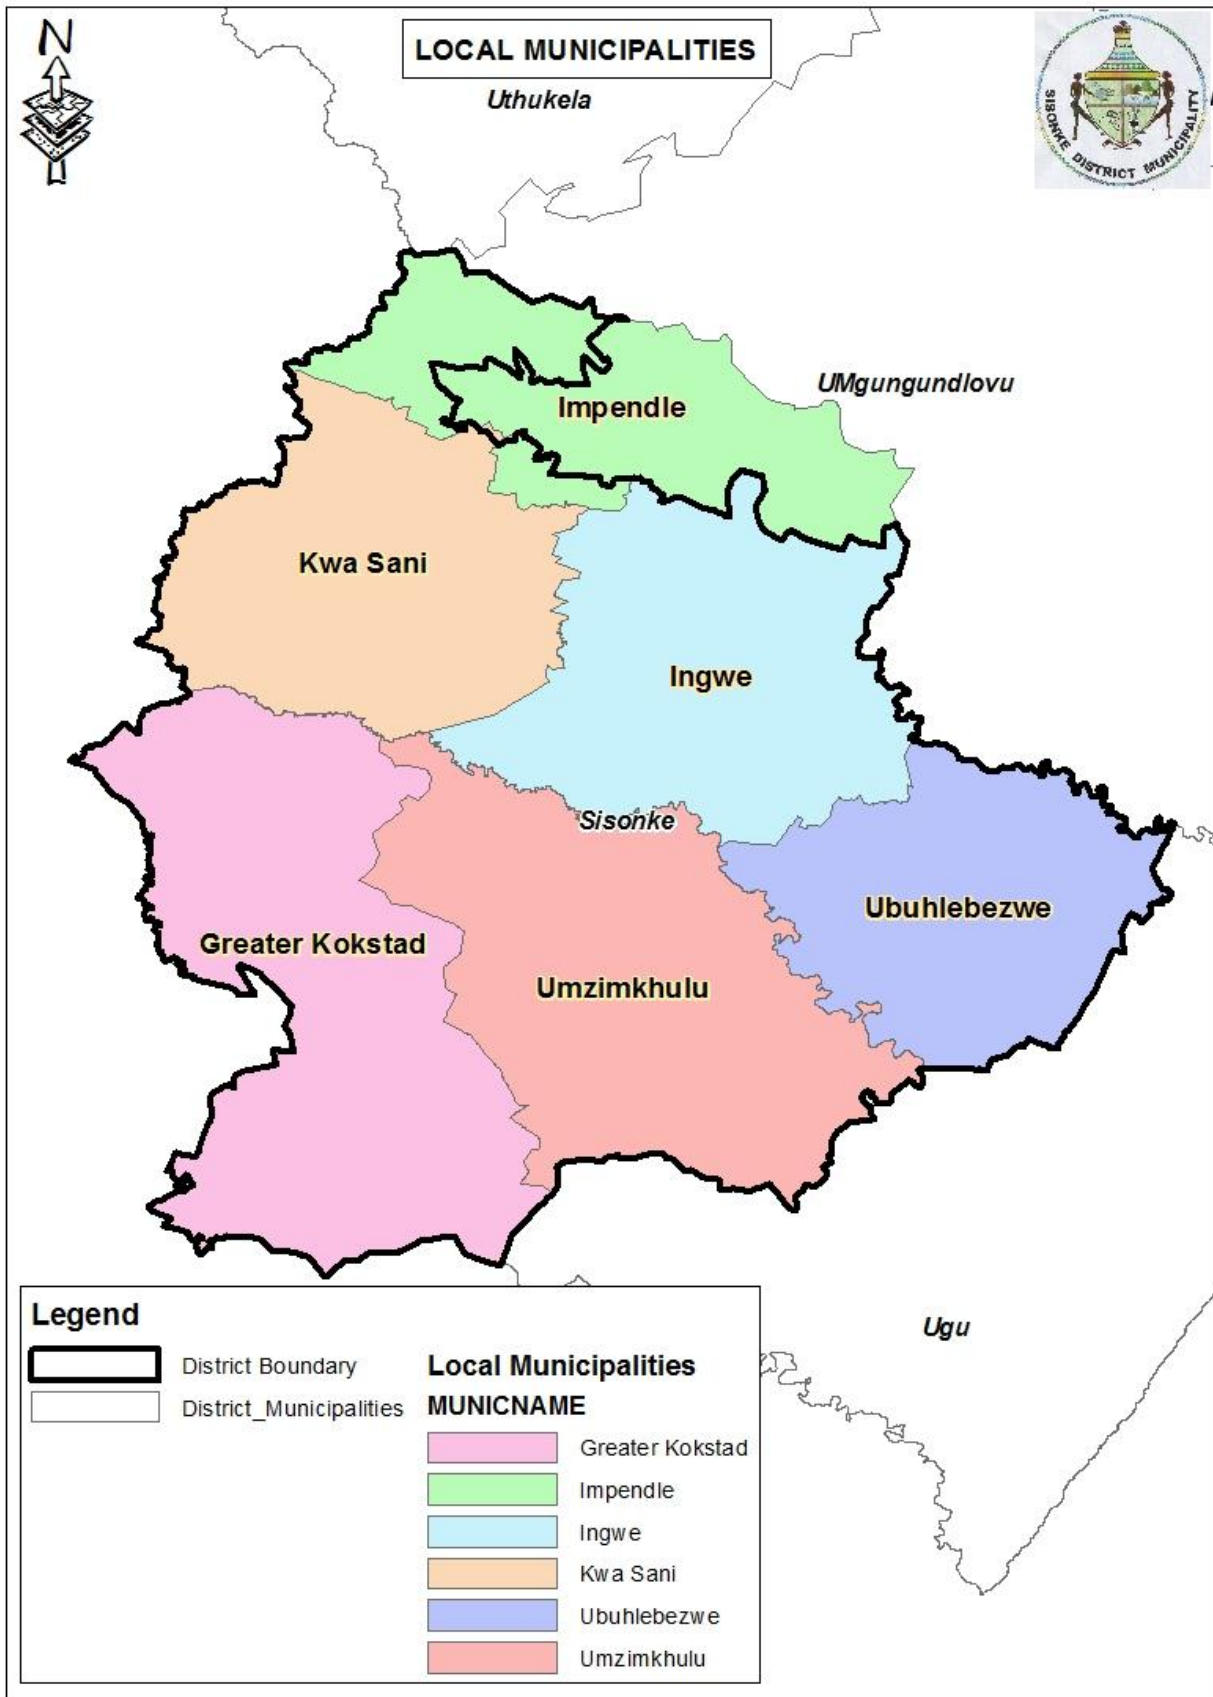 N
LOCAL MUNICIPALITIES
SISONKE DISTRICT MUNICIPALITY
Uthukela
UMgungundlovu
Impendle
Kwa Sani
Ingwe
Sisonke
Ubuhlebezwe
Greater Kokstad
Umzimkhulu
Ugu
Legend
District Boundary
District_Municipalities
Local Municipalities
MUNICNAME
Greater Kokstad
Impendle
Ingwe
Kwa Sani
Ubuhlebezwe
Umzimkhulu